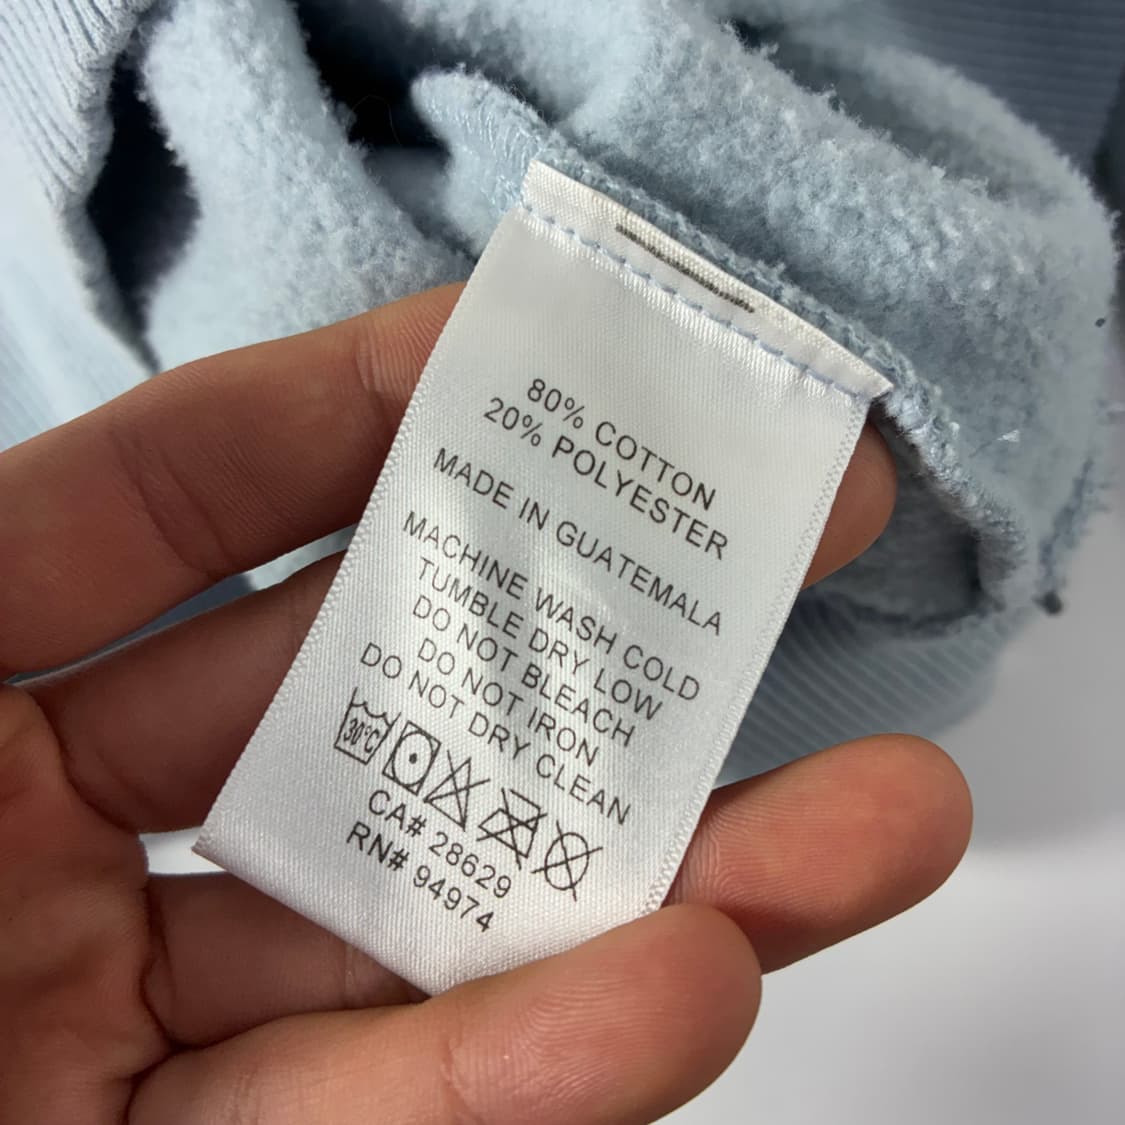 80% COTTON
20% POLYESTER
MADE IN GUATEMALA
MACHINE WASH COLD
TUMBLE DRY LOW
DO NOT BLEACH
DO NOT IRON
DO NOT DRY CLEAN
30°C
CA# 28629
RN# 94974